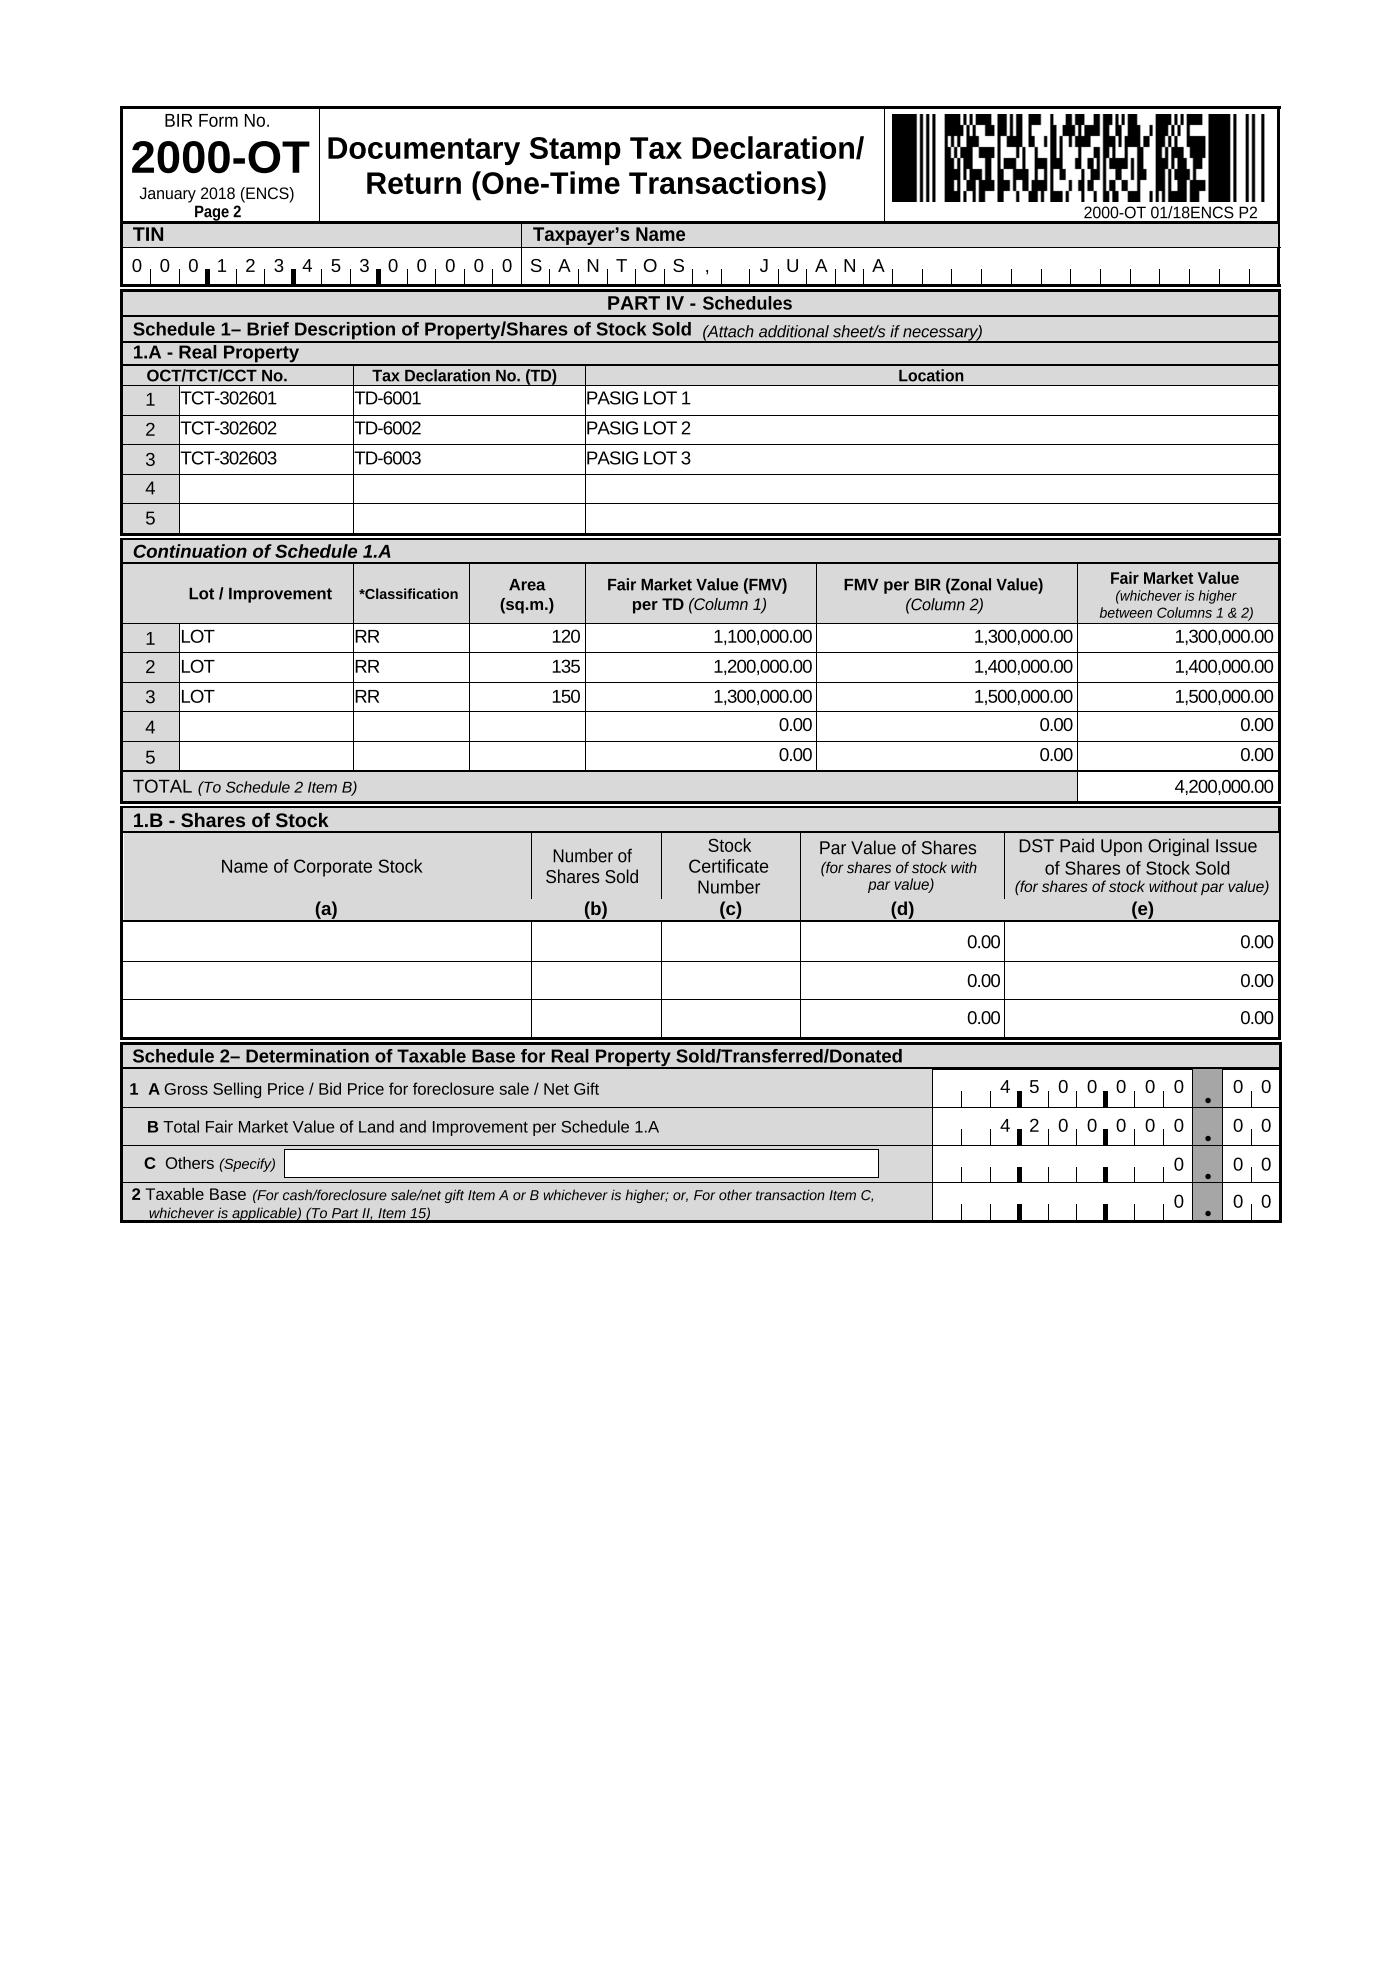 BIR Form No.
2000-OT
January 2018 (ENCS)
Page 2
Documentary Stamp Tax Declaration/
Return (One-Time Transactions)
2000-OT 01/18ENCS P2
TIN Taxpayer’s Name
0 0 0 1 2 3 4 5 3 0 0 0 0 0 S A N T O S , J U A N A
PART IV - Schedules
Schedule 1– Brief Description of Property/Shares of Stock Sold (Attach additional sheet/s if necessary)
1.A - Real Property
OCT/TCT/CCT No. Tax Declaration No. (TD) Location
1 TCT-302601 TD-6001 PASIG LOT 1
2 TCT-302602 TD-6002 PASIG LOT 2
3 TCT-302603 TD-6003 PASIG LOT 3
4
5
Continuation of Schedule 1.A
Lot / Improvement *Classification Area (sq.m.) Fair Market Value (FMV) per TD (Column 1) FMV per BIR (Zonal Value) (Column 2) Fair Market Value (whichever is higher between Columns 1 & 2)
1 LOT RR 120 1,100,000.00 1,300,000.00 1,300,000.00
2 LOT RR 135 1,200,000.00 1,400,000.00 1,400,000.00
3 LOT RR 150 1,300,000.00 1,500,000.00 1,500,000.00
4 0.00 0.00 0.00
5 0.00 0.00 0.00
TOTAL (To Schedule 2 Item B) 4,200,000.00
1.B - Shares of Stock
Name of Corporate Stock Number of Shares Sold Stock Certificate Number Par Value of Shares (for shares of stock with par value) DST Paid Upon Original Issue of Shares of Stock Sold (for shares of stock without par value)
(a) (b) (c) (d) (e)
0.00 0.00
0.00 0.00
0.00 0.00
Schedule 2– Determination of Taxable Base for Real Property Sold/Transferred/Donated
1 A Gross Selling Price / Bid Price for foreclosure sale / Net Gift 4 5 0 0 0 0 0 . 0 0
B Total Fair Market Value of Land and Improvement per Schedule 1.A 4 2 0 0 0 0 0 . 0 0
C Others (Specify) 0 . 0 0
2 Taxable Base (For cash/foreclosure sale/net gift Item A or B whichever is higher; or, For other transaction Item C,
whichever is applicable) (To Part II, Item 15) 0 . 0 0